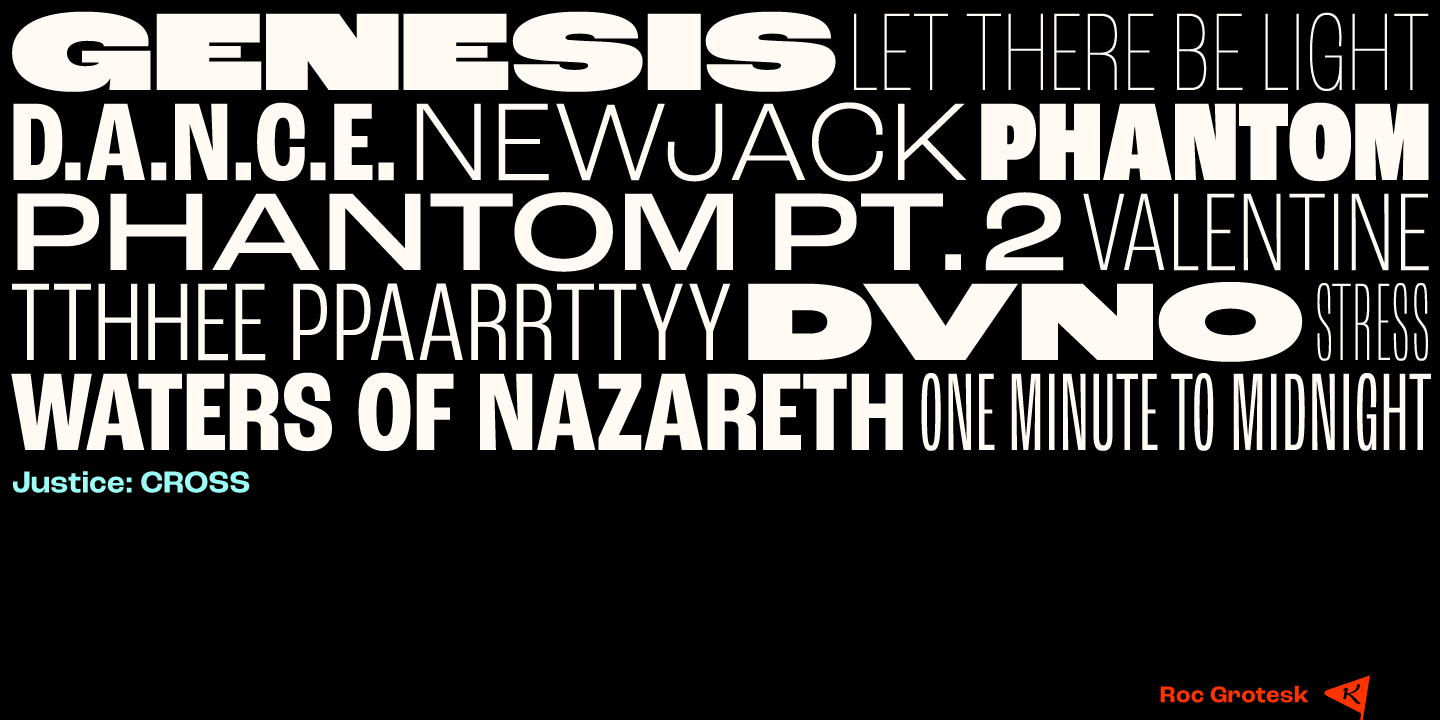 GENESIS LET THERE BE LIGHT
D.A.N.C.E. NEWJACK PHANTOM
PHANTOM PT. 2 VALENTINE
TTHHEE PPAARRTTYY DVNO STRESS
WATERS OF NAZARETH ONE MINUTE TO MIDNIGHT
Justice: CROSS
Roc Grotesk K